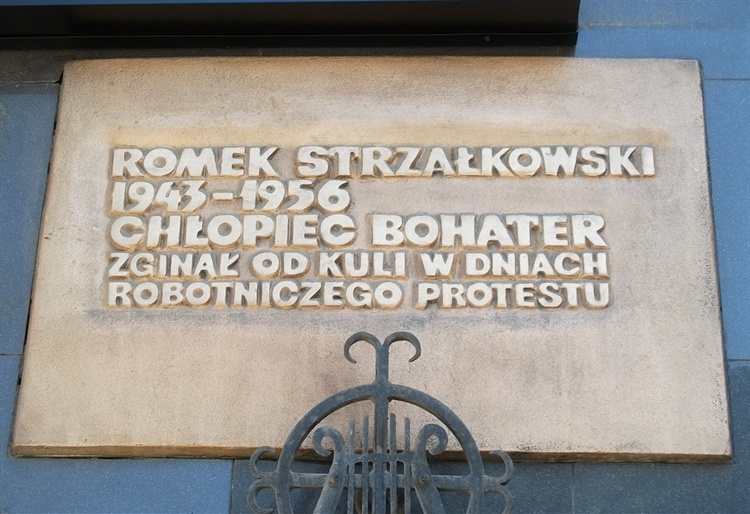 ROMEK STRZAŁKOWSKI
1943-1956
CHŁOPIEC BOHATER
ZGINĄŁ OD KULI W DNIACH
ROBOTNICZEGO PROTESTU